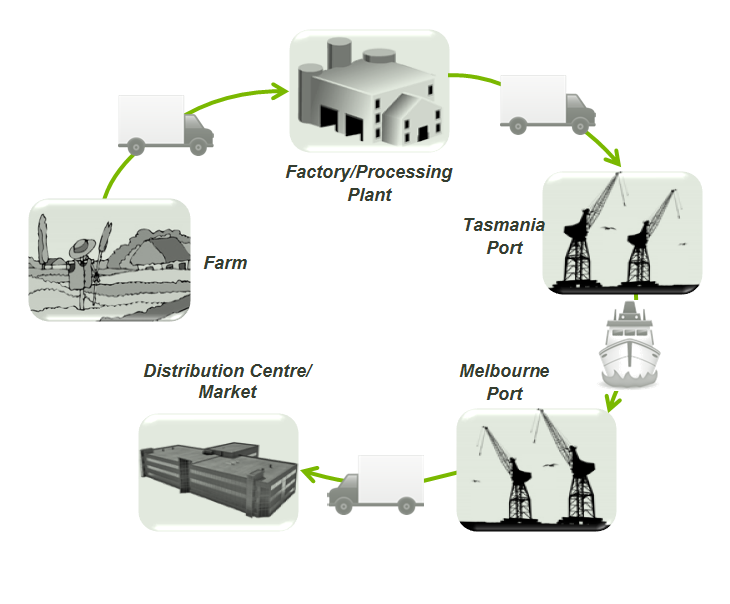 Factory/Processing
Plant
Tasmania
Port
Farm
Distribution Centre/
Market
Melbourne
Port